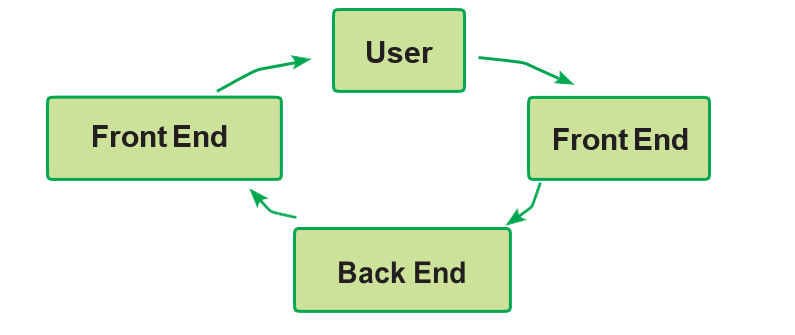 User
Front End
Front End
Back End